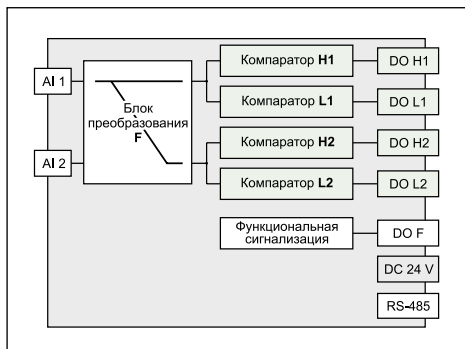 AI 1
AI 2
Блок
преобразования
F
Компаратор H1
Компаратор L1
Компаратор H2
Компаратор L2
Функциональная
сигнализация
DO H1
DO L1
DO H2
DO L2
DO F
DC 24 V
RS-485